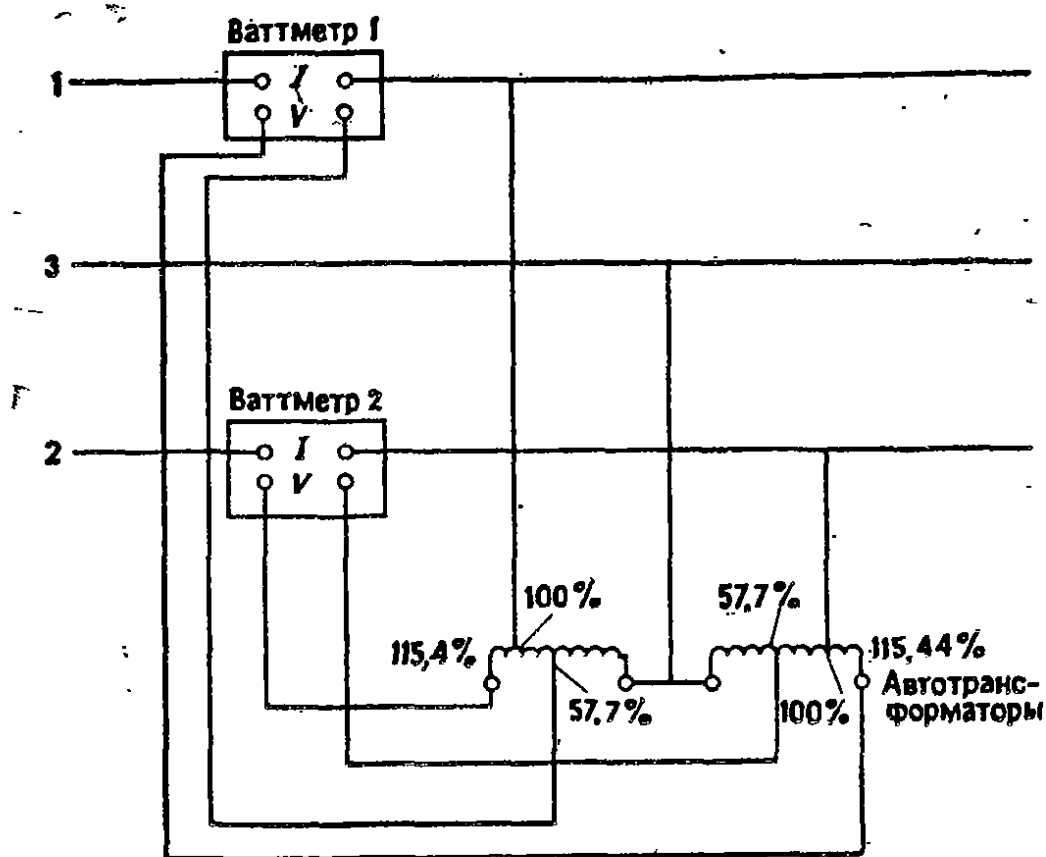 Ваттметр 1
1
I
V
3
Ваттметр 2
2
I
V
100%
57,7%
115,4%
115,44%
57,7%
100%
Автотранс-
форматоры